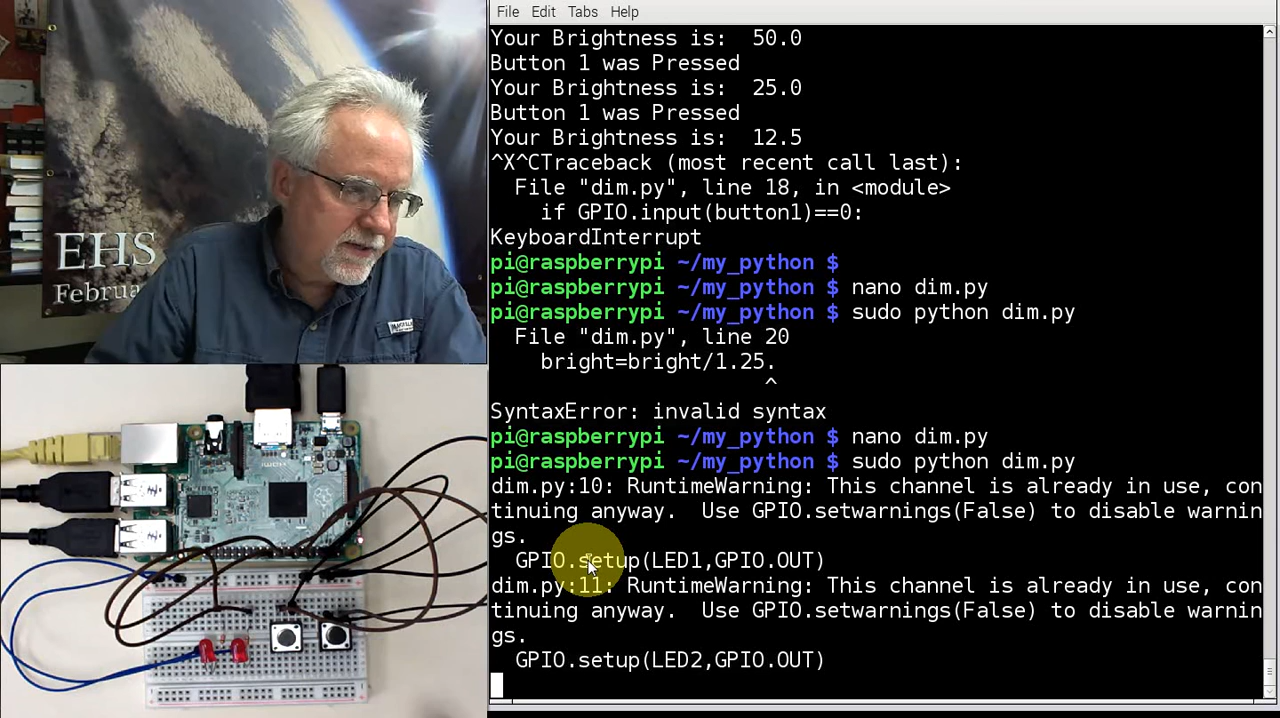 File Edit Tabs Help
Your Brightness is:  50.0
Button 1 was Pressed
Your Brightness is:  25.0
Button 1 was Pressed
Your Brightness is:  12.5
^X^CTraceback (most recent call last):
  File "dim.py", line 18, in <module>
    if GPIO.input(button1)==0:
KeyboardInterrupt
pi@raspberrypi ~/my_python $
pi@raspberrypi ~/my_python $ nano dim.py
pi@raspberrypi ~/my_python $ sudo python dim.py
  File "dim.py", line 20
    bright=bright/1.25.
                      ^
SyntaxError: invalid syntax
pi@raspberrypi ~/my_python $ nano dim.py
pi@raspberrypi ~/my_python $ sudo python dim.py
dim.py:10: RuntimeWarning: This channel is already in use, con
tinuing anyway.  Use GPIO.setwarnings(False) to disable warnin
gs.
  GPIO.setup(LED1,GPIO.OUT)
dim.py:11: RuntimeWarning: This channel is already in use, con
tinuing anyway.  Use GPIO.setwarnings(False) to disable warnin
gs.
  GPIO.setup(LED2,GPIO.OUT)
EHS
Februa